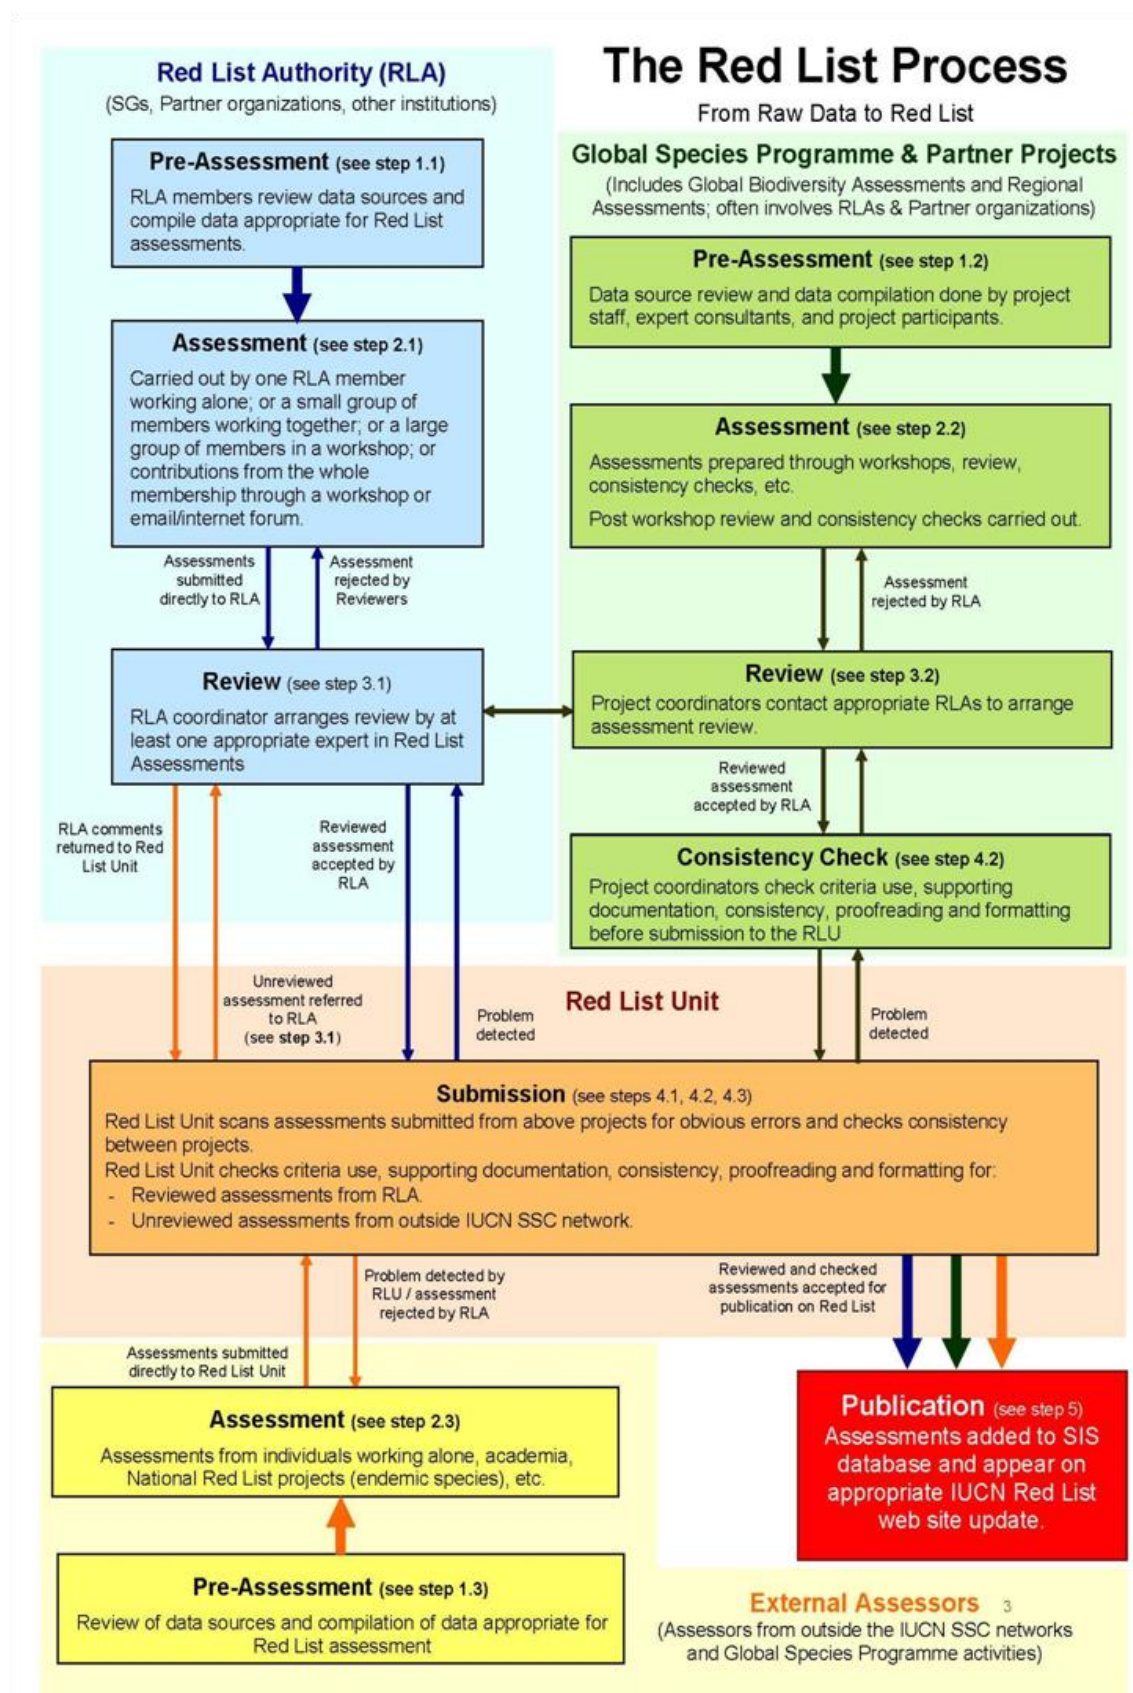 The Red List Process
From Raw Data to Red List
Red List Authority (RLA)
(SGs, Partner organizations, other institutions)
Pre-Assessment (see step 1.1)
RLA members review data sources and
compile data appropriate for Red List
assessments.
Assessment (see step 2.1)
Carried out by one RLA member
working alone; or a small group of
members working together; or a large
group of members in a workshop; or
contributions from the whole
membership through a workshop or
email/internet forum.
Assessments
submitted
directly to RLA
Assessment
rejected by
Reviewers
Review (see step 3.1)
RLA coordinator arranges review by at
least one appropriate expert in Red List
Assessments
RLA comments
returned to Red
List Unit
Reviewed
assessment
accepted by
RLA
Global Species Programme & Partner Projects
(Includes Global Biodiversity Assessments and Regional
Assessments; often involves RLAs & Partner organizations)
Pre-Assessment (see step 1.2)
Data source review and data compilation done by project
staff, expert consultants, and project participants.
Assessment (see step 2.2)
Assessments prepared through workshops, review,
consistency checks, etc.
Post workshop review and consistency checks carried out.
Assessment
rejected by RLA
Review (see step 3.2)
Project coordinators contact appropriate RLAs to arrange
assessment review.
Reviewed
assessment
accepted by RLA
Consistency Check (see step 4.2)
Project coordinators check criteria use, supporting
documentation, consistency, proofreading and formatting
before submission to the RLU
Red List Unit
Unreviewed
assessment referred
to RLA
(see step 3.1)
Problem
detected
Problem
detected
Submission (see steps 4.1, 4.2, 4.3)
Red List Unit scans assessments submitted from above projects for obvious errors and checks consistency
between projects.
Red List Unit checks criteria use, supporting documentation, consistency, proofreading and formatting for:
- Reviewed assessments from RLA.
- Unreviewed assessments from outside IUCN SSC network.
Problem detected by
RLU / assessment
rejected by RLA
Reviewed and checked
assessments accepted for
publication on Red List
Assessments submitted
directly to Red List Unit
Assessment (see step 2.3)
Assessments from individuals working alone, academia,
National Red List projects (endemic species), etc.
Pre-Assessment (see step 1.3)
Review of data sources and compilation of data appropriate for
Red List assessment
Publication (see step 5)
Assessments added to SIS
database and appear on
appropriate IUCN Red List
web site update.
External Assessors 3
(Assessors from outside the IUCN SSC networks
and Global Species Programme activities)